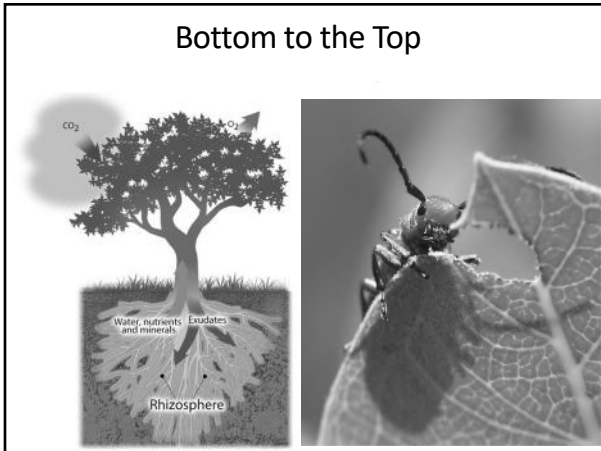 Bottom to the Top
CO2
O2
Water, nutrients
and minerals
Exudates
Rhizosphere